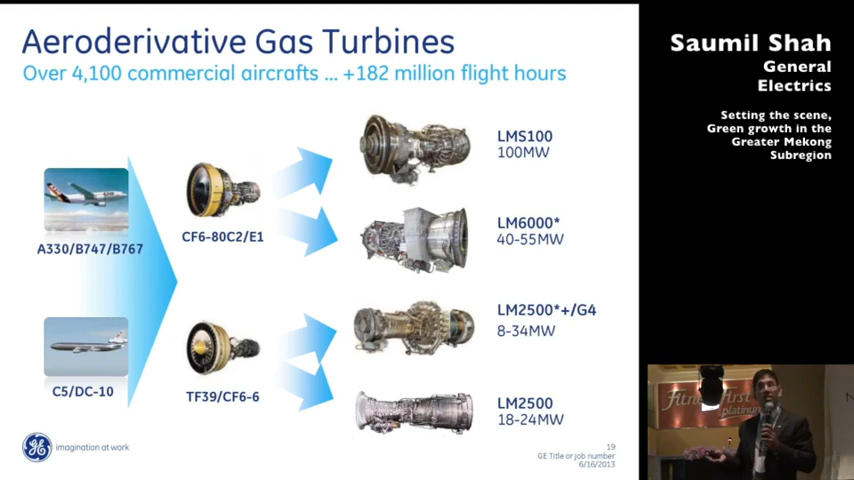 Aeroderivative Gas Turbines
Over 4,100 commercial aircrafts ... +182 million flight hours
A330/B747/B767
CF6-80C2/E1
LMS100
100MW
LM6000*
40-55MW
C5/DC-10
TF39/CF6-6
LM2500*+/G4
8-34MW
LM2500
18-24MW
GE
imagination at work
19
GE Title or job number
6/16/2013
Saumil Shah
General
Electrics
Setting the scene,
Green growth in the
Greater Mekong
Subregion
First
platinum
N